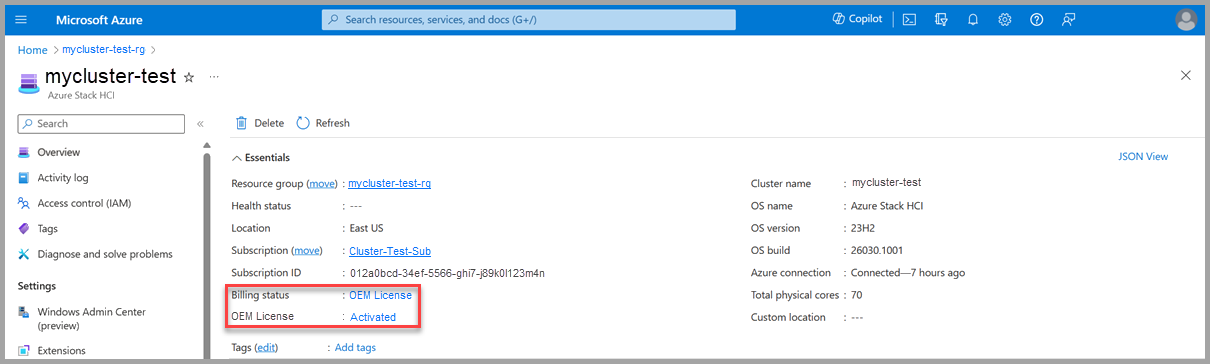 Microsoft Azure
Search resources, services, and docs (G+/)
Copilot
Home > mycluster-test-rg >
mycluster-test
Azure Stack HCI
Search
Overview
Activity log
Access control (IAM)
Tags
Diagnose and solve problems
Settings
Windows Admin Center
(preview)
Extensions
Delete
Refresh
Essentials
JSON View
Resource group (move) : mycluster-test-rg
Health status : ---
Location : East US
Subscription (move) : Cluster-Test-Sub
Subscription ID : 012a0bcd-34ef-5566-ghi7-j89k0l123m4n
Billing status : OEM License
OEM License : Activated
Tags (edit) : Add tags
Cluster name : mycluster-test
OS name : Azure Stack HCI
OS version : 23H2
OS build : 26030.1001
Azure connection : Connected—7 hours ago
Total physical cores : 70
Custom location : ---